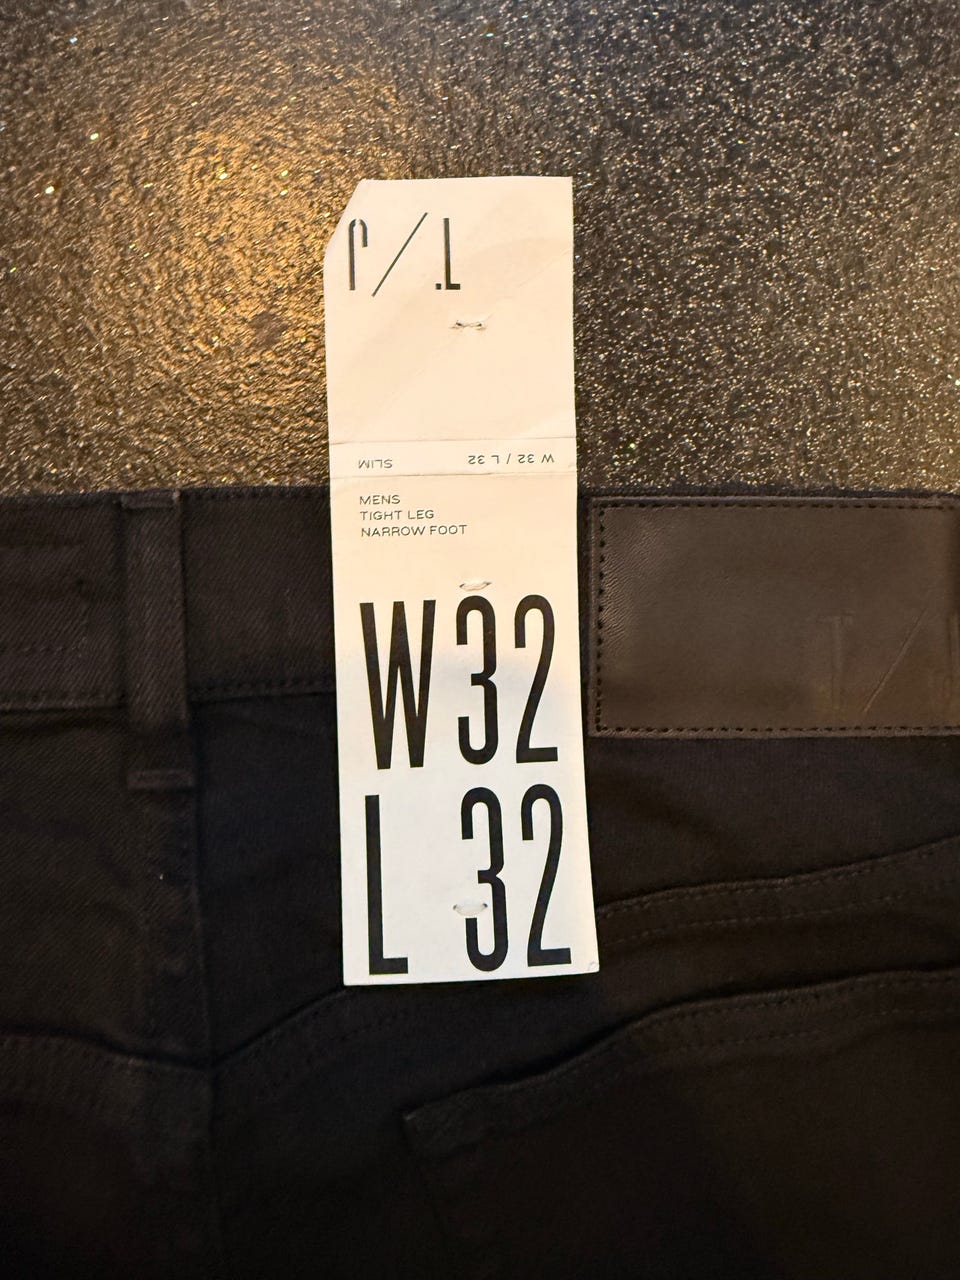 T/J
W 32 / L 32 SLIM
MENS
TIGHT LEG
NARROW FOOT
W32
L 32
T/